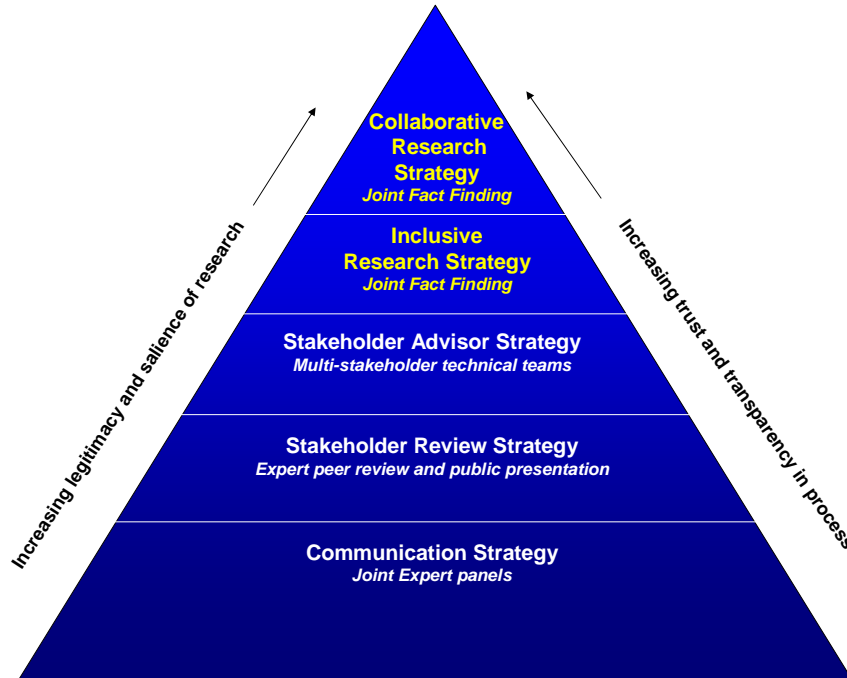 Collaborative
Research
Strategy
Joint Fact Finding
Inclusive
Research Strategy
Joint Fact Finding
Stakeholder Advisor Strategy
Multi-stakeholder technical teams
Stakeholder Review Strategy
Expert peer review and public presentation
Communication Strategy
Joint Expert panels
Increasing legitimacy and salience of research
Increasing trust and transparency in process